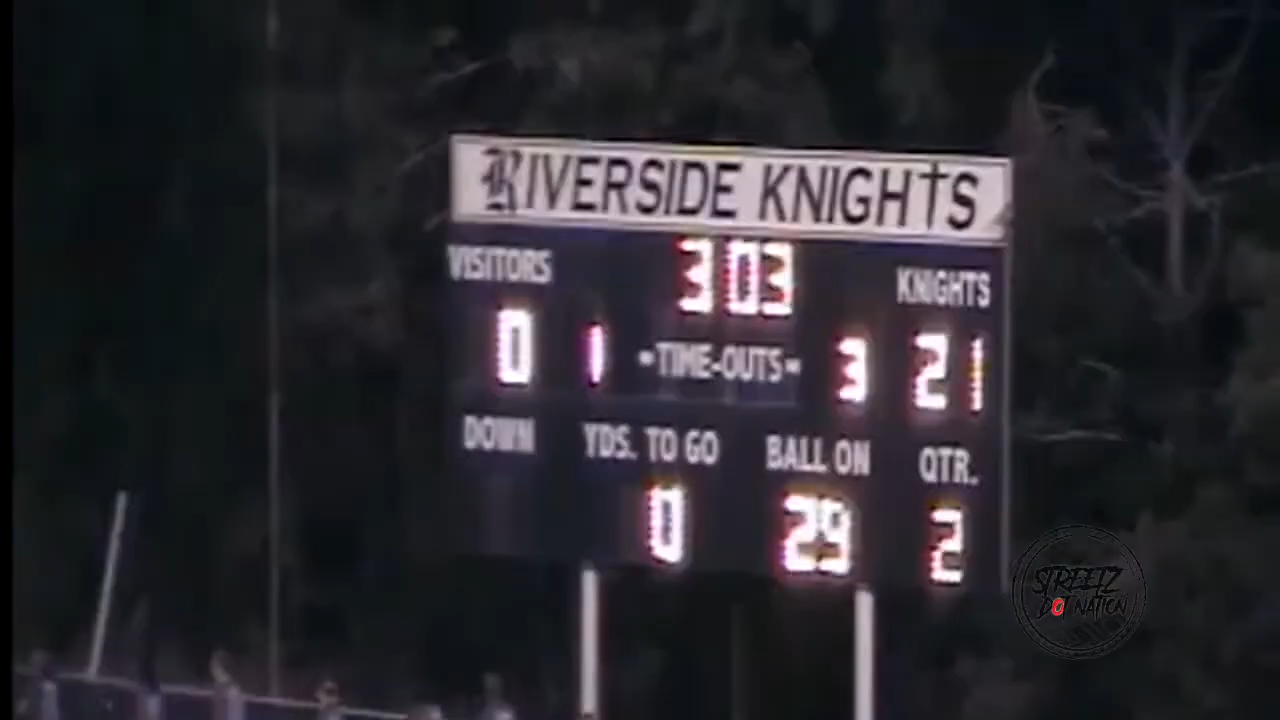 RIVERSIDE KNIGHTS
VISITORS 3 03 KNIGHTS
0 1 •TIME-OUTS• 3 21
DOWN YDS. TO GO BALL ON QTR.
0 29 2
STREETZ
DOT NATION